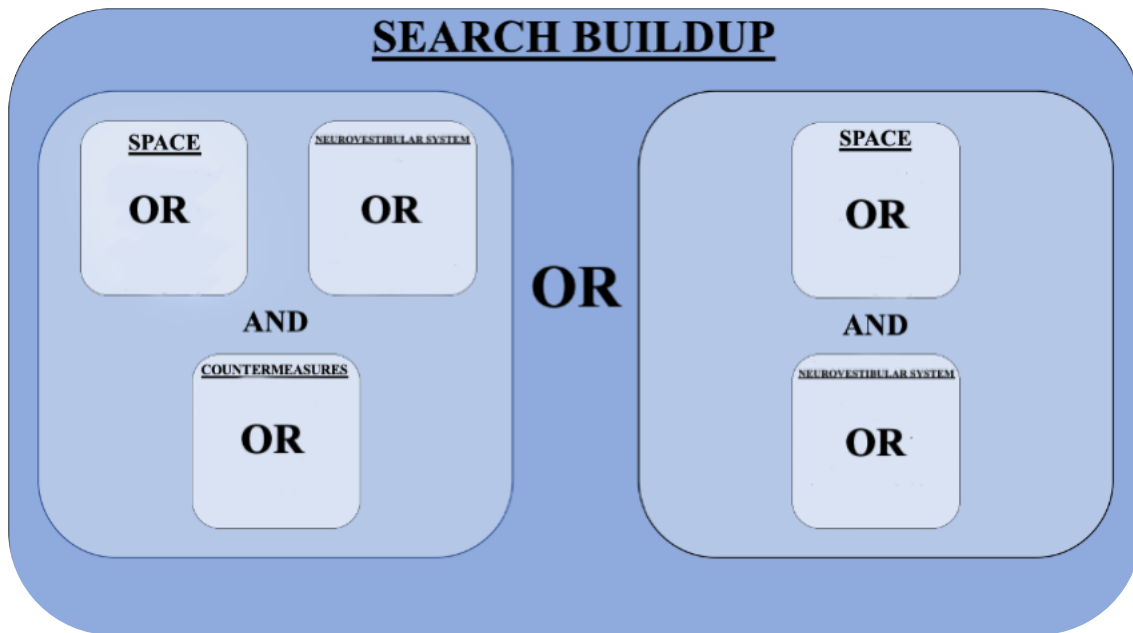 SEARCH BUILDUP
SPACE
OR
NEUROVESTIBULAR SYSTEM
OR
AND
COUNTERMEASURES
OR
OR
SPACE
OR
AND
NEUROVESTIBULAR SYSTEM
OR